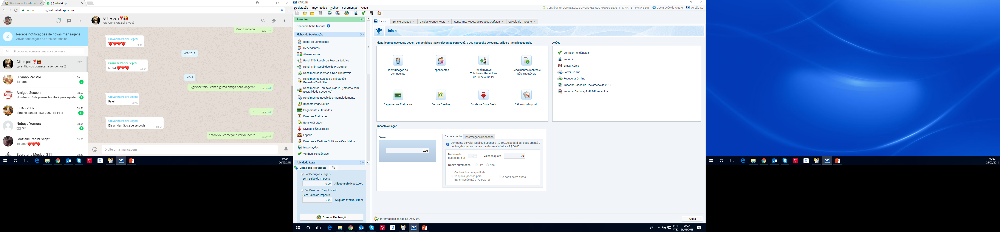 Windows — Receita Fed
(5) WhatsApp
Seguro | https://web.whatsapp.com
Receba notificações de novas mensagens
Ativar notificações na área de trabalho
Procurar ou começar uma nova conversa
Giih e pais
09:20
então vou começar a ver de nos 2
Silvinho Per Voi
09:14
Foto
2
Amigos Sescon
08:57
Humberto: Este poema bonito é para aquele...
1
IESA - 2007
08:56
Simone Santos IESA 2007: Foto
11
Nobuya Yomura
08:55
GIF
1
Grazielle Pacini Segeti
08:50
Te amo
Secretaria Musical S11
08:32
Giih e pais
Giovanna, Grazielle, Você
Minha moleca
22:21
Giovanna Pacini Segeti
22:21
6/2/2018
Grazielle Pacini Segeti
Linda
07:43
HOJE
Gigi você falou com alguma amiga para viagem?
08:45
Giovanna Pacini Segeti
Falei
08:46
E?
08:53
Giovanna Pacini Segeti
Ela ainda não sabe se pode
08:56
então vou começar a ver de nos 2
09:20
Digite uma mensagem
09:27
26/02/2018
IRPF 2018
Declaração Importações Fichas Ferramentas Ajuda
Contribuinte: JORGE LUIZ GONCALVES RODRIGUES SEGETI - (CPF: 151.440.948-80)
Declaração de Ajuste
Versão 1.0
Favoritos
Nenhuma ficha favorita
Fichas da Declaração
Ident. do Contribuinte
Dependentes
Alimentandos
Rend. Trib. Receb. de Pessoa Jurídica
Rend. Trib. Recebidos de PF/Exterior
Rendimentos Isentos e Não Tributáveis
Rendimentos Sujeitos à Tributação
Exclusiva/Definitiva
Rendimentos Tributáveis de PJ (Imposto com
Exigibilidade Suspensa)
Rendimentos Recebidos Acumuladamente
Imposto Pago/Retido
Pagamentos Efetuados
Doações Efetuadas
Bens e Direitos
Dívidas e Ônus Reais
Espólio
Doações a Partidos Políticos e Candidatos
Importações
Verificar Pendências
Atividade Rural
Opção pela Tributação:
Por Deduções Legais
Sem Saldo de Imposto
0,00 Alíquota efetiva: 0,00%
Por Desconto Simplificado
Sem Saldo de Imposto
0,00 Alíquota efetiva: 0,00%
Entregar Declaração
Início
Bens e Direitos
Dívidas e Ônus Reais
Rend. Trib. Receb. de Pessoa Jurídica
Cálculo do Imposto
Início
Identificamos que estas podem ser as fichas mais relevantes para você. Caso necessite de outras, utilize o menu à esquerda.
Identificação do
Contribuinte
Dependentes
Rendimentos
Tributáveis Recebidos
de PJ pelo Titular
Rendimentos Isentos e
Não Tributáveis
Pagamentos Efetuados
Bens e Direitos
Dívidas e Ônus Reais
Cálculo do Imposto
Ações
Verificar Pendências
Imprimir
Gravar Cópia
Salvar On-line
Recuperar On-line
Importar Dados da Declaração de 2017
Importar Declaração Pré-Preenchida
Imposto a Pagar
Valor
0,00
Parcelamento
Informações Bancárias
O imposto de valor igual ou superior a R$ 100,00 poderá ser pago em até 8
quotas, desde que cada uma não seja inferior a R$ 50,00.
Número de
quotas (até 8)
0
Valor da quota
0,00
Débito automático
Sim
Não
Quota única ou a partir da
1a quota (apenas para
transmissão até 31/03/2018)
A partir da 2a quota
Informações salvas às 09:27:07.
Ajuda
POR
PTB2
09:27
26/02/2018
09:27
26/02/2018